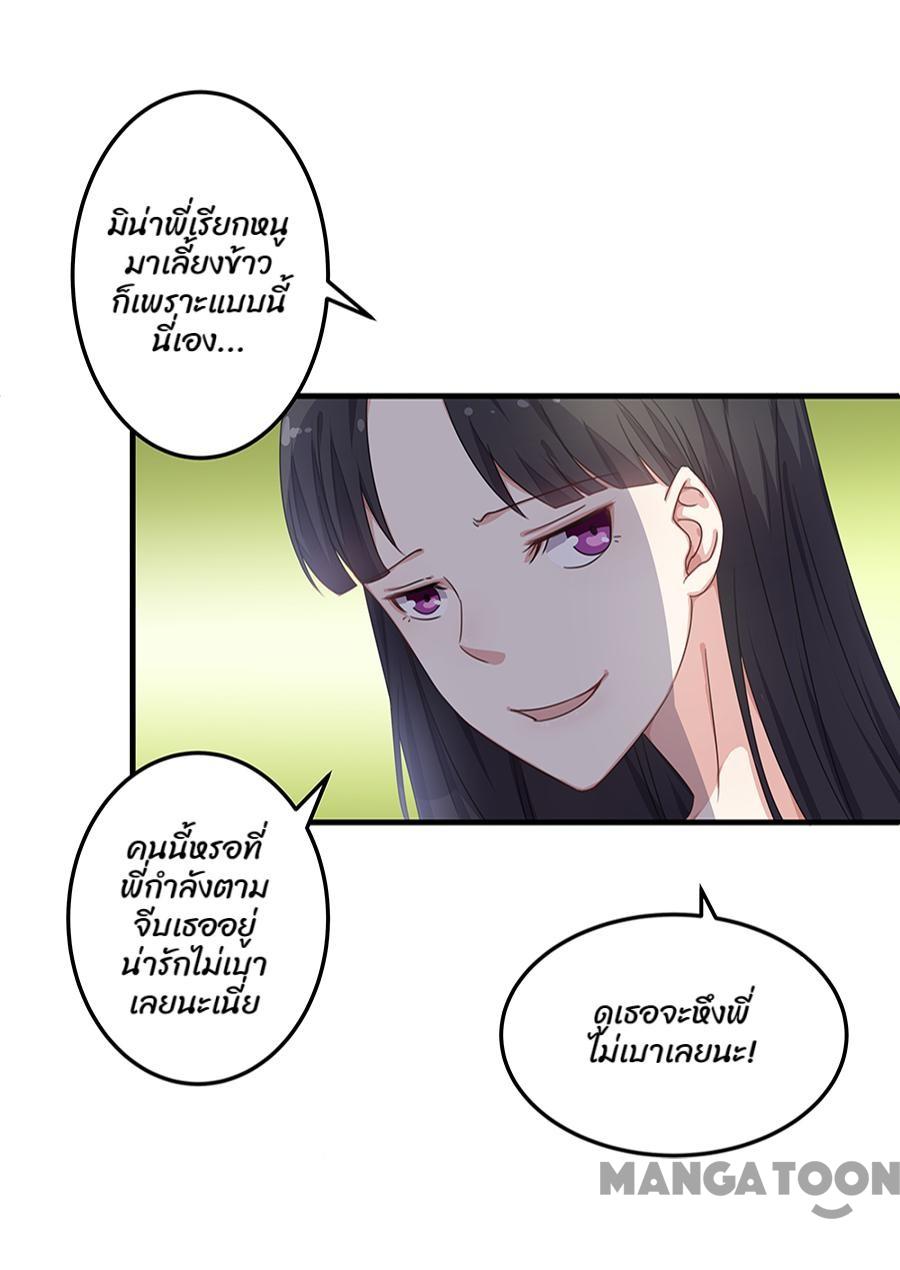 มิน่าพี่เรียกหนู
มาเลี้ยงข้าว
ก็เพราะแบบนี้
นี่เอง...
คนนี้หรอที่
พี่กำลังตาม
จีบเธออยู่
น่ารักไม่เบา
เลยนะเนี่ย
ดูเธอจะหึงพี่
ไม่เบาเลยนะ!
MANGATOON